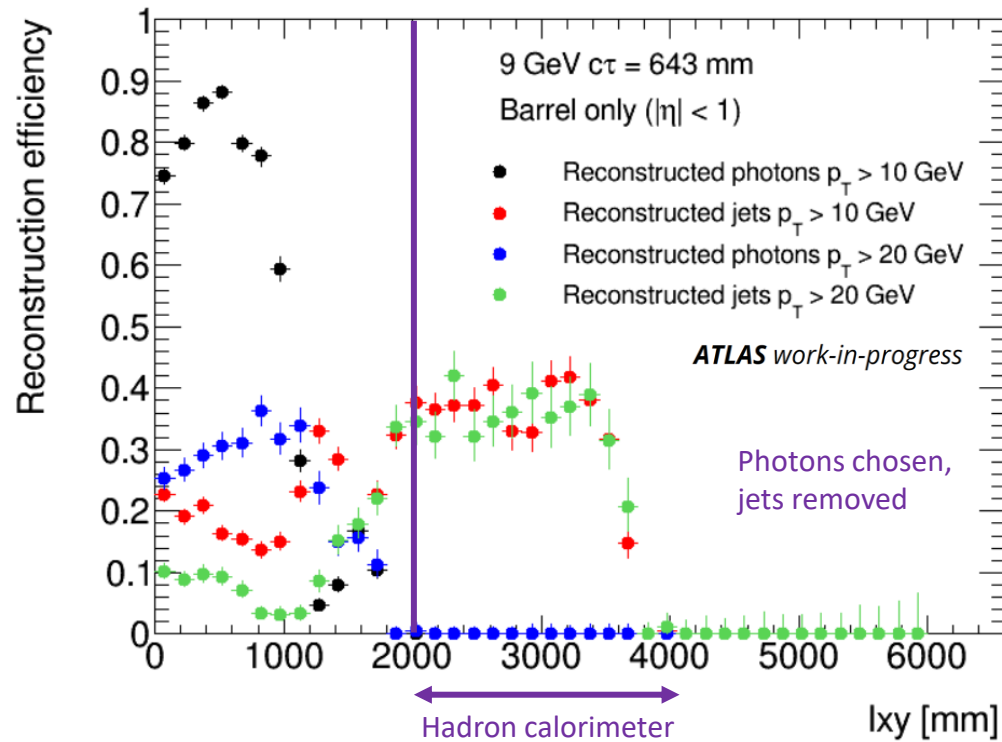 Reconstruction efficiency
1
0.9
0.8
0.7
0.6
0.5
0.4
0.3
0.2
0.1
0
9 GeV cτ = 643 mm
Barrel only (|η| < 1)
Reconstructed photons p_T > 10 GeV
Reconstructed jets p_T > 10 GeV
Reconstructed photons p_T > 20 GeV
Reconstructed jets p_T > 20 GeV
ATLAS work-in-progress
Photons chosen,
jets removed
0 1000 2000 3000 4000 5000 6000
Hadron calorimeter
lxy [mm]